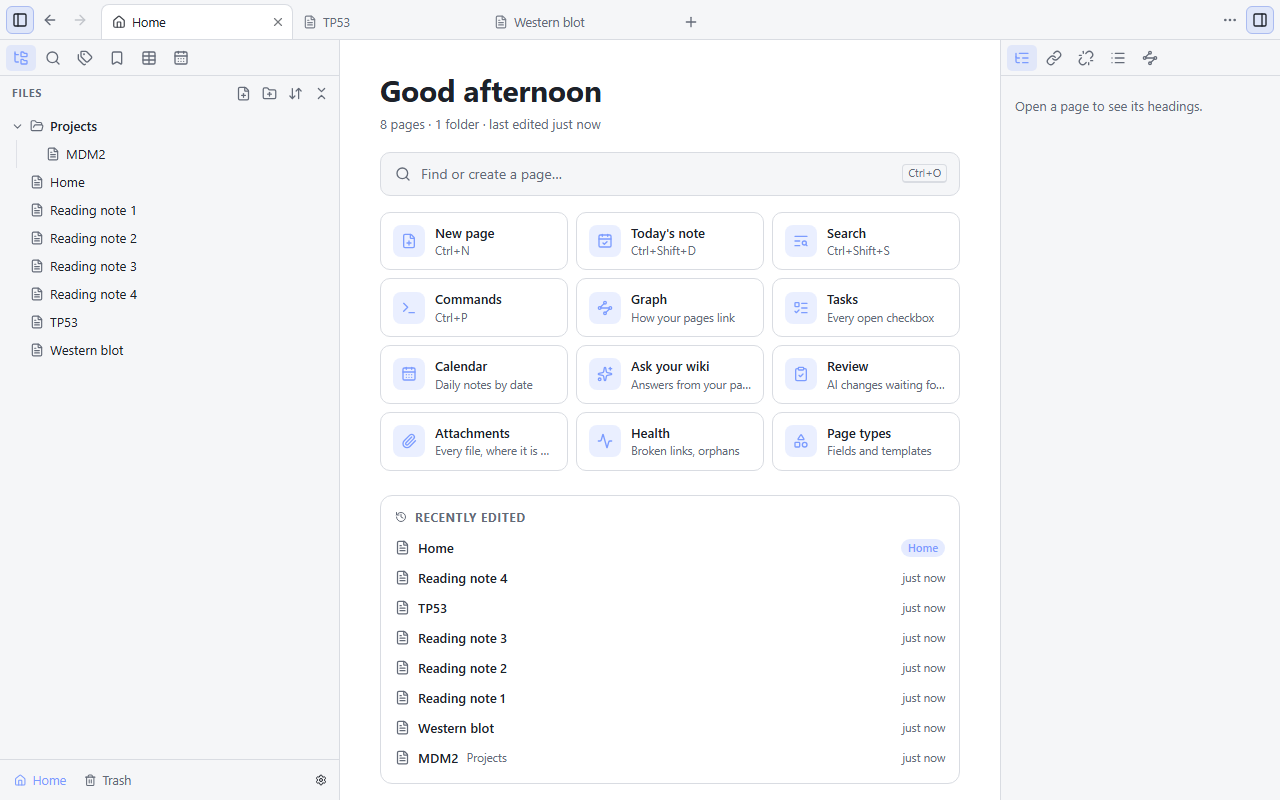 Home
TP53
Western blot
FILES
Projects
MDM2
Home
Reading note 1
Reading note 2
Reading note 3
Reading note 4
TP53
Western blot
Home
Trash
Good afternoon
8 pages · 1 folder · last edited just now
Find or create a page...
Ctrl+O
New page
Ctrl+N
Today's note
Ctrl+Shift+D
Search
Ctrl+Shift+S
Commands
Ctrl+P
Graph
How your pages link
Tasks
Every open checkbox
Calendar
Daily notes by date
Ask your wiki
Answers from your pa...
Review
AI changes waiting fo...
Attachments
Every file, where it is ...
Health
Broken links, orphans
Page types
Fields and templates
RECENTLY EDITED
Home Home
Reading note 4 just now
TP53 just now
Reading note 3 just now
Reading note 2 just now
Reading note 1 just now
Western blot just now
MDM2 Projects just now
Open a page to see its headings.